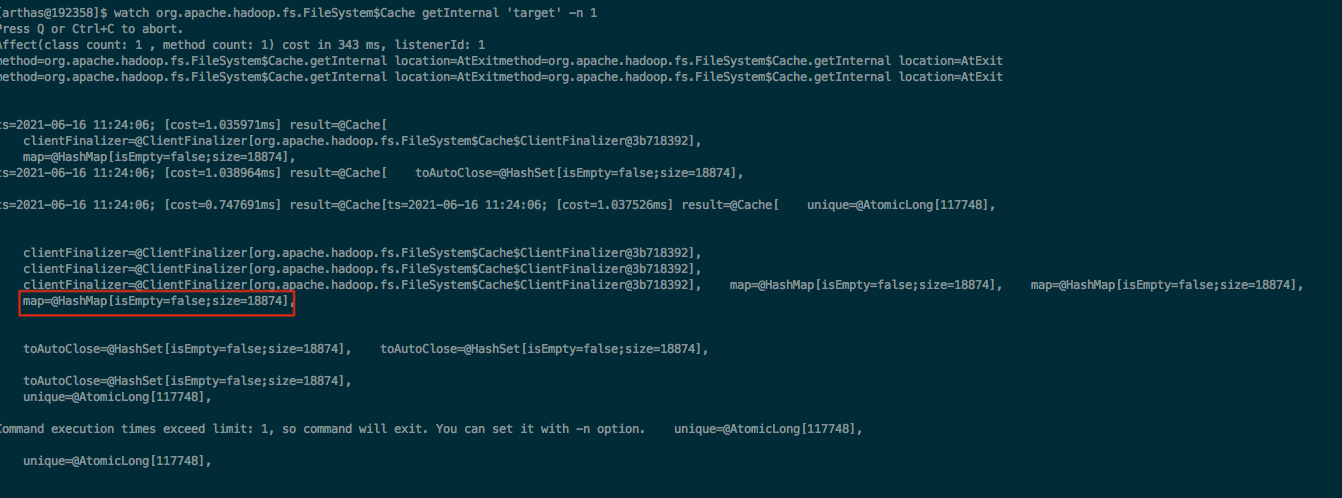 [arthas@192358]$ watch org.apache.hadoop.fs.FileSystem$Cache getInternal 'target' -n 1
Press Q or Ctrl+C to abort.
Affect(class count: 1 , method count: 1) cost in 343 ms, listenerId: 1
method=org.apache.hadoop.fs.FileSystem$Cache.getInternal location=AtExitmethod=org.apache.hadoop.fs.FileSystem$Cache.getInternal location=AtExit
method=org.apache.hadoop.fs.FileSystem$Cache.getInternal location=AtExitmethod=org.apache.hadoop.fs.FileSystem$Cache.getInternal location=AtExit
ts=2021-06-16 11:24:06; [cost=1.035971ms] result=@Cache[
clientFinalizer=@ClientFinalizer[org.apache.hadoop.fs.FileSystem$Cache$ClientFinalizer@3b718392],
map=@HashMap[isEmpty=false;size=18874],
ts=2021-06-16 11:24:06; [cost=1.038964ms] result=@Cache[    toAutoClose=@HashSet[isEmpty=false;size=18874],
ts=2021-06-16 11:24:06; [cost=0.747691ms] result=@Cache[ts=2021-06-16 11:24:06; [cost=1.037526ms] result=@Cache[    unique=@AtomicLong[117748],
clientFinalizer=@ClientFinalizer[org.apache.hadoop.fs.FileSystem$Cache$ClientFinalizer@3b718392],
clientFinalizer=@ClientFinalizer[org.apache.hadoop.fs.FileSystem$Cache$ClientFinalizer@3b718392],
clientFinalizer=@ClientFinalizer[org.apache.hadoop.fs.FileSystem$Cache$ClientFinalizer@3b718392],    map=@HashMap[isEmpty=false;size=18874],    map=@HashMap[isEmpty=false;size=18874],
map=@HashMap[isEmpty=false;size=18874],
toAutoClose=@HashSet[isEmpty=false;size=18874],    toAutoClose=@HashSet[isEmpty=false;size=18874],
toAutoClose=@HashSet[isEmpty=false;size=18874],
unique=@AtomicLong[117748],
Command execution times exceed limit: 1, so command will exit. You can set it with -n option.    unique=@AtomicLong[117748],
unique=@AtomicLong[117748],